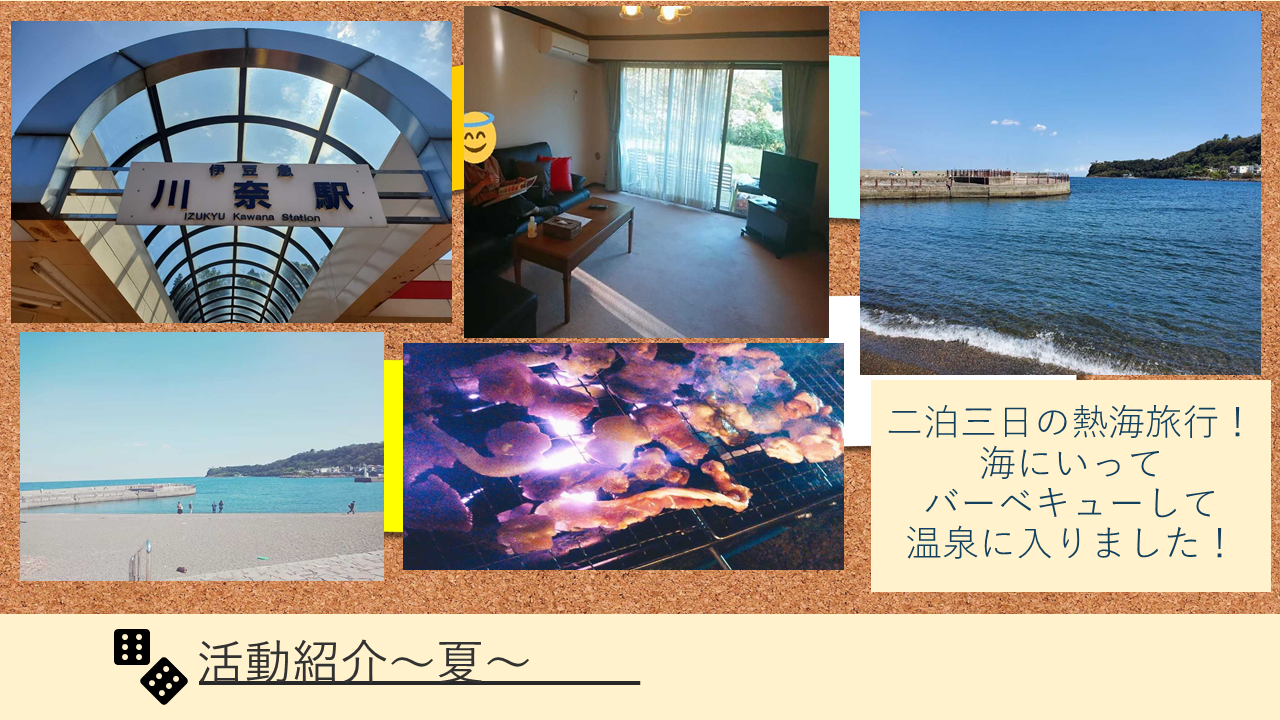 伊豆急
川奈駅
IZUKYU Kawana Station
二泊三日の熱海旅行！
海にいって
バーベキューして
温泉に入りました！
活動紹介～夏～